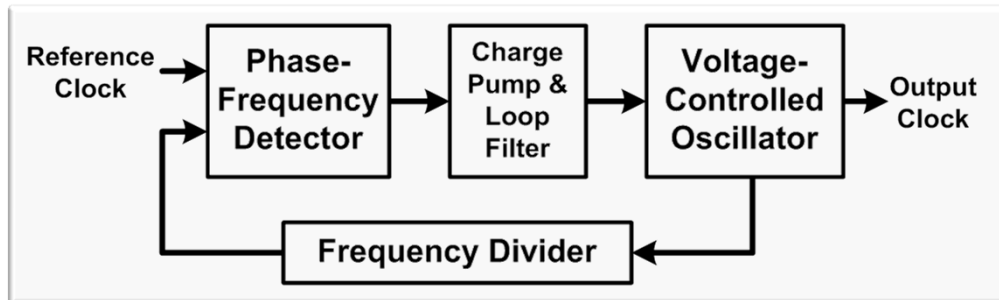 Reference
Clock
Phase-
Frequency
Detector
Charge
Pump &
Loop
Filter
Voltage-
Controlled
Oscillator
Output
Clock
Frequency Divider